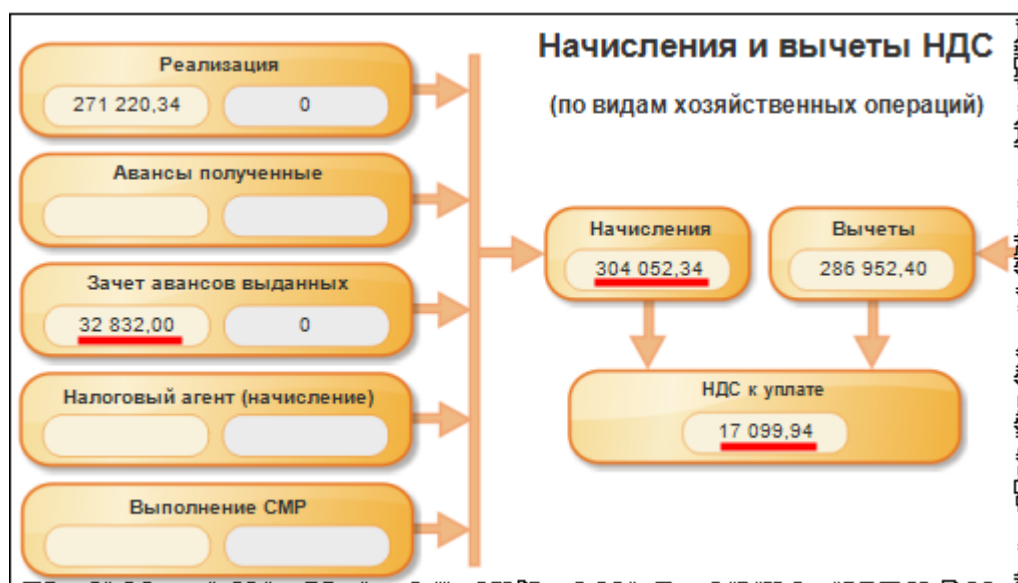 Начисления и вычеты НДС
(по видам хозяйственных операций)
Реализация
271 220,34 0
Авансы полученные
Зачет авансов выданных
32 832,00 0
Налоговый агент (начисление)
Выполнение СМР
Начисления
304 052,34
Вычеты
286 952,40
НДС к уплате
17 099,94